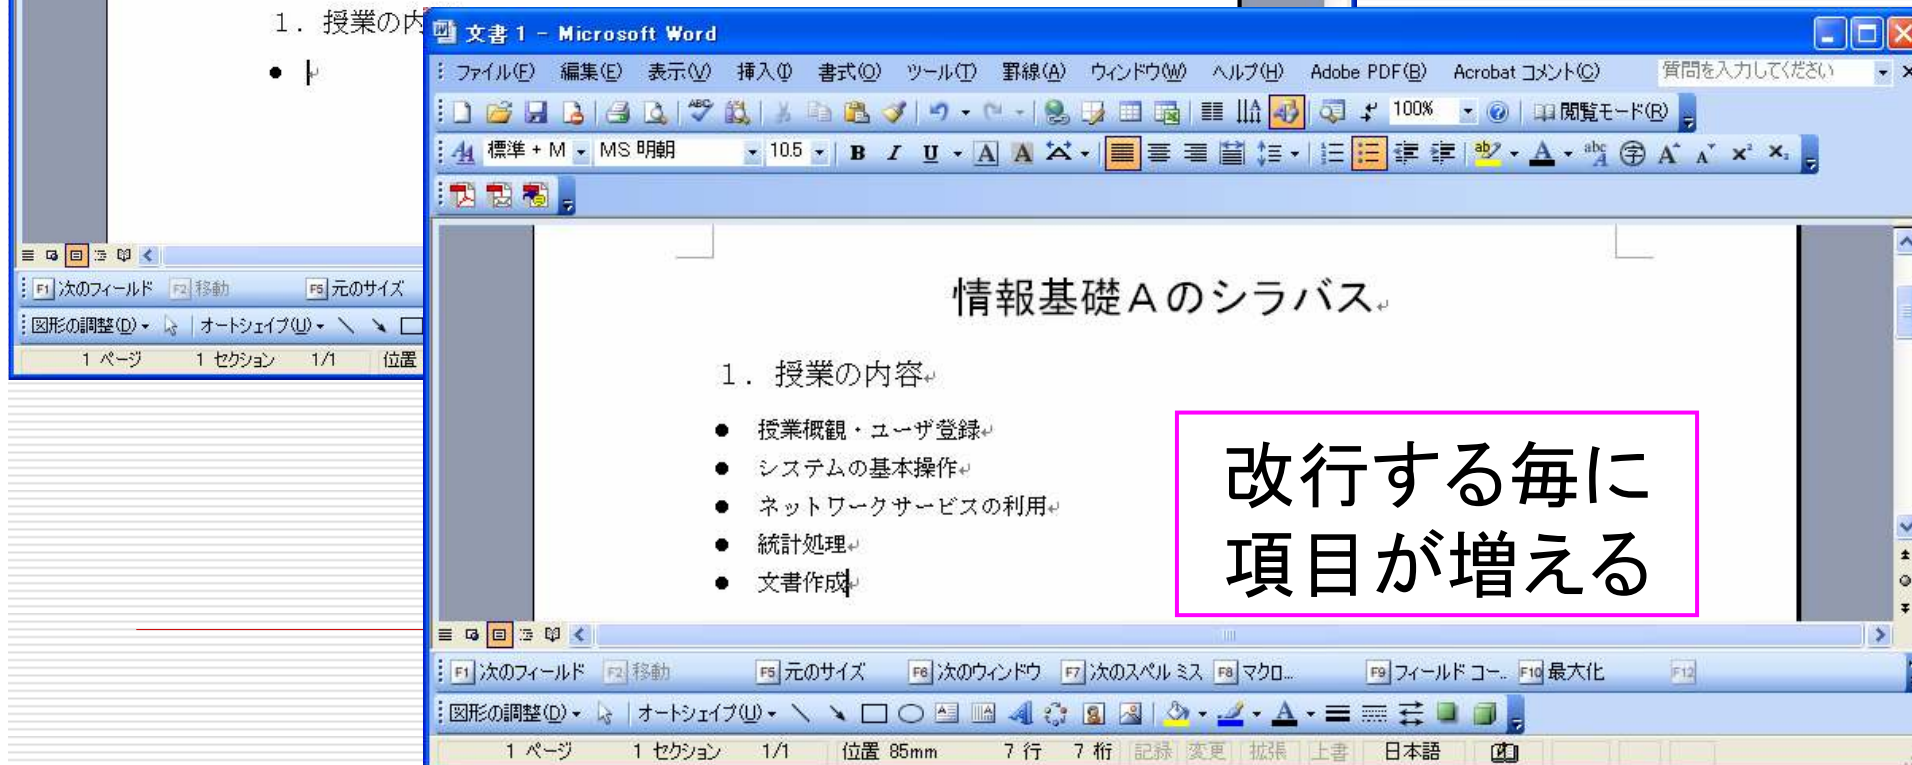 1. 授業の内
●
次のフィールド 移動 元のサイズ
図形の調整(D) オートシェイプ(U)
1 ページ 1 セクション 1/1 位置
文書 1 - Microsoft Word
ファイル(F) 編集(E) 表示(V) 挿入(I) 書式(O) ツール(T) 罫線(A) ウィンドウ(W) ヘルプ(H) Adobe PDF(B) Acrobat コメント(C) 質問を入力してください
100% 閲覧モード(R)
標準 + M MS 明朝 10.5 B I U A A
情報基礎Aのシラバス
1. 授業の内容
● 授業概観・ユーザ登録
● システムの基本操作
● ネットワークサービスの利用
● 統計処理
● 文書作成
改行する毎に
項目が増える
F1 次のフィールド F2 移動 F5 元のサイズ F6 次のウィンドウ F7 次のスペル ミス F8 マクロ... F9 フィールド コー... F10 最大化 F12
図形の調整(D) オートシェイプ(U)
1 ページ 1 セクション 1/1 位置 85mm 7 行 7 桁 記録 変更 拡張 上書 日本語